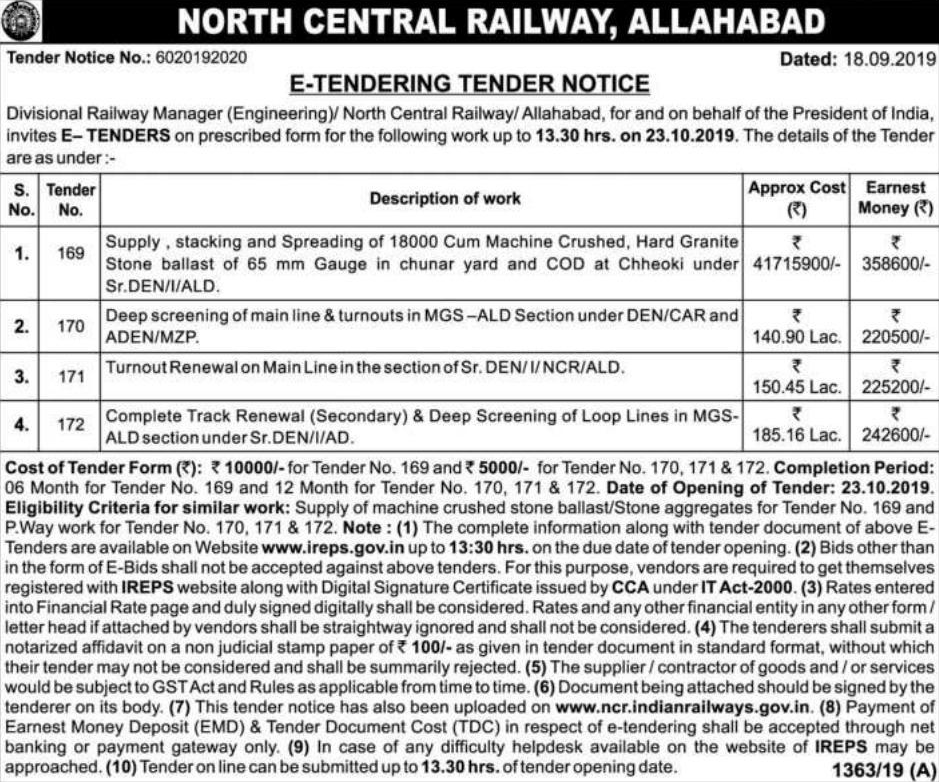 NORTH CENTRAL RAILWAY, ALLAHABAD
Tender Notice No.: 6020192020 Dated: 18.09.2019
E-TENDERING TENDER NOTICE
Divisional Railway Manager (Engineering)/ North Central Railway/ Allahabad, for and on behalf of the President of India,
invites E– TENDERS on prescribed form for the following work up to 13.30 hrs. on 23.10.2019. The details of the Tender
are as under :-
S. No. Tender No. Description of work Approx Cost (₹) Earnest Money (₹)
1. 169 Supply , stacking and Spreading of 18000 Cum Machine Crushed, Hard Granite
Stone ballast of 65 mm Gauge in chunar yard and COD at Chheoki under
Sr.DEN/I/ALD.
₹ 41715900/- ₹ 358600/-
2. 170 Deep screening of main line & turnouts in MGS –ALD Section under DEN/CAR and
ADEN/MZP.
₹ 140.90 Lac. ₹ 220500/-
3. 171 Turnout Renewal on Main Line in the section of Sr. DEN/ I/ NCR/ALD.
₹ 150.45 Lac. ₹ 225200/-
4. 172 Complete Track Renewal (Secondary) & Deep Screening of Loop Lines in MGS-
ALD section under Sr.DEN/I/AD.
₹ 185.16 Lac. ₹ 242600/-
Cost of Tender Form (₹): ₹ 10000/- for Tender No. 169 and ₹ 5000/- for Tender No. 170, 171 & 172. Completion Period:
06 Month for Tender No. 169 and 12 Month for Tender No. 170, 171 & 172. Date of Opening of Tender: 23.10.2019.
Eligibility Criteria for similar work: Supply of machine crushed stone ballast/Stone aggregates for Tender No. 169 and
P.Way work for Tender No. 170, 171 & 172. Note : (1) The complete information along with tender document of above E-
Tenders are available on Website www.ireps.gov.in up to 13:30 hrs. on the due date of tender opening. (2) Bids other than
in the form of E-Bids shall not be accepted against above tenders. For this purpose, vendors are required to get themselves
registered with IREPS website along with Digital Signature Certificate issued by CCA under IT Act-2000. (3) Rates entered
into Financial Rate page and duly signed digitally shall be considered. Rates and any other financial entity in any other form /
letter head if attached by vendors shall be straightway ignored and shall not be considered. (4) The tenderers shall submit a
notarized affidavit on a non judicial stamp paper of ₹ 100/- as given in tender document in standard format, without which
their tender may not be considered and shall be summarily rejected. (5) The supplier / contractor of goods and / or services
would be subject to GST Act and Rules as applicable from time to time. (6) Document being attached should be signed by the
tenderer on its body. (7) This tender notice has also been uploaded on www.ncr.indianrailways.gov.in. (8) Payment of
Earnest Money Deposit (EMD) & Tender Document Cost (TDC) in respect of e-tendering shall be accepted through net
banking or payment gateway only. (9) In case of any difficulty helpdesk available on the website of IREPS may be
approached. (10) Tender on line can be submitted up to 13.30 hrs. of tender opening date. 1363/19 (A)